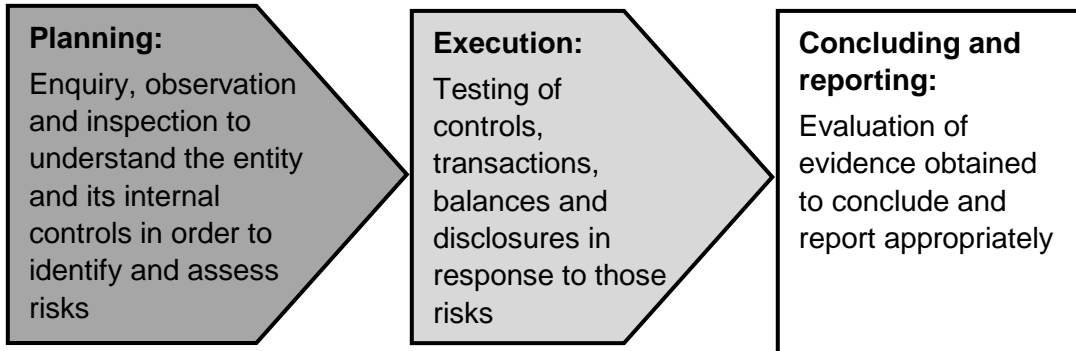 Planning:
Enquiry, observation
and inspection to
understand the entity
and its internal
controls in order to
identify and assess
risks
Execution:
Testing of
controls,
transactions,
balances and
disclosures in
response to those
risks
Concluding and
reporting:
Evaluation of
evidence obtained
to conclude and
report appropriately